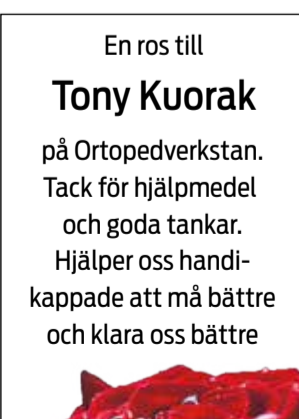 En ros till
Tony Kuorak
på Ortopedverkstan.
Tack för hjälpmedel
och goda tankar.
Hjälper oss handi-
kappade att må bättre
och klara oss bättre